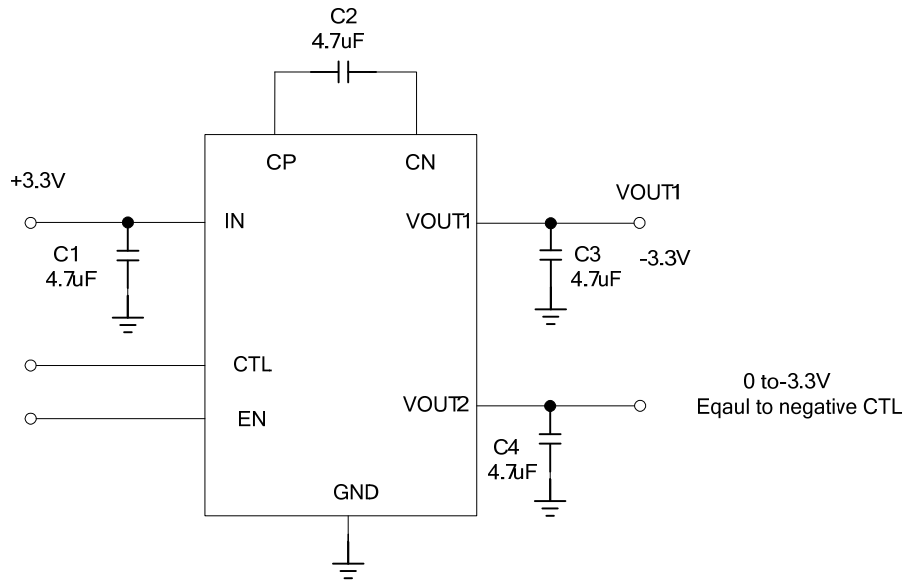 C2
4.7uF
CP
CN
+3.3V
IN
VOUT1
VOUT1
C1
4.7uF
C3
4.7uF
-3.3V
CTL
EN
VOUT2
0 to-3.3V
Eqaul to negative CTL
C4
4.7uF
GND